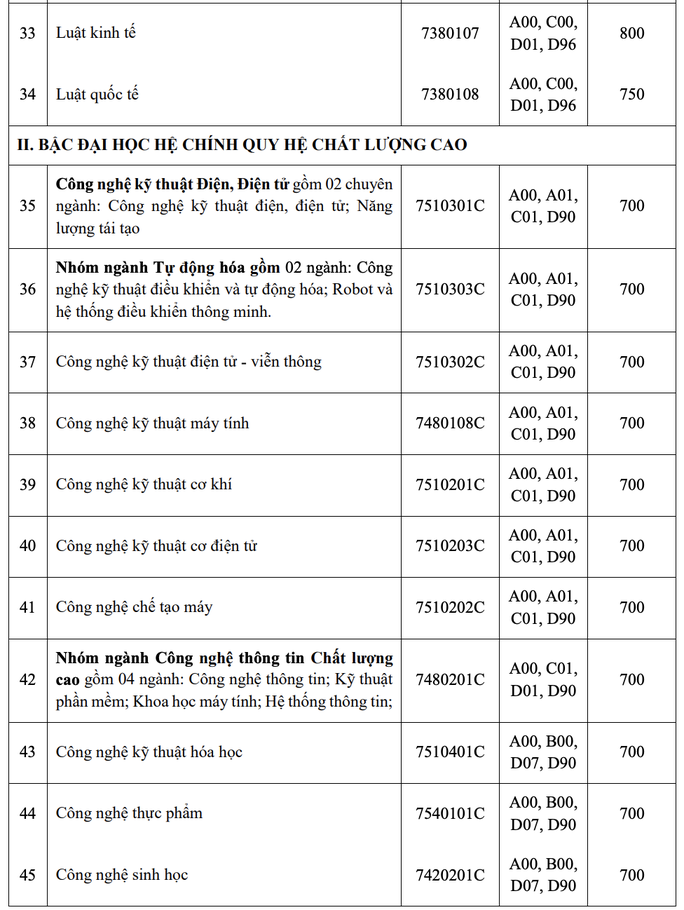 33 Luật kinh tế 7380107 A00, C00, D01, D96 800
34 Luật quốc tế 7380108 A00, C00, D01, D96 750
II. BẬC ĐẠI HỌC HỆ CHÍNH QUY HỆ CHẤT LƯỢNG CAO
35 Công nghệ kỹ thuật Điện, Điện tử gồm 02 chuyên
ngành: Công nghệ kỹ thuật điện, điện tử; Năng
lượng tái tạo 7510301C A00, A01, C01, D90 700
36 Nhóm ngành Tự động hóa gồm 02 ngành: Công
nghệ kỹ thuật điều khiển và tự động hóa; Robot và
hệ thống điều khiển thông minh. 7510303C A00, A01, C01, D90 700
37 Công nghệ kỹ thuật điện tử - viễn thông 7510302C A00, A01, C01, D90 700
38 Công nghệ kỹ thuật máy tính 7480108C A00, A01, C01, D90 700
39 Công nghệ kỹ thuật cơ khí 7510201C A00, A01, C01, D90 700
40 Công nghệ kỹ thuật cơ điện tử 7510203C A00, A01, C01, D90 700
41 Công nghệ chế tạo máy 7510202C A00, A01, C01, D90 700
42 Nhóm ngành Công nghệ thông tin Chất lượng
cao gồm 04 ngành: Công nghệ thông tin; Kỹ thuật
phần mềm; Khoa học máy tính; Hệ thống thông tin; 7480201C A00, C01, D01, D90 700
43 Công nghệ kỹ thuật hóa học 7510401C A00, B00, D07, D90 700
44 Công nghệ thực phẩm 7540101C A00, B00, D07, D90 700
45 Công nghệ sinh học 7420201C A00, B00, D07, D90 700